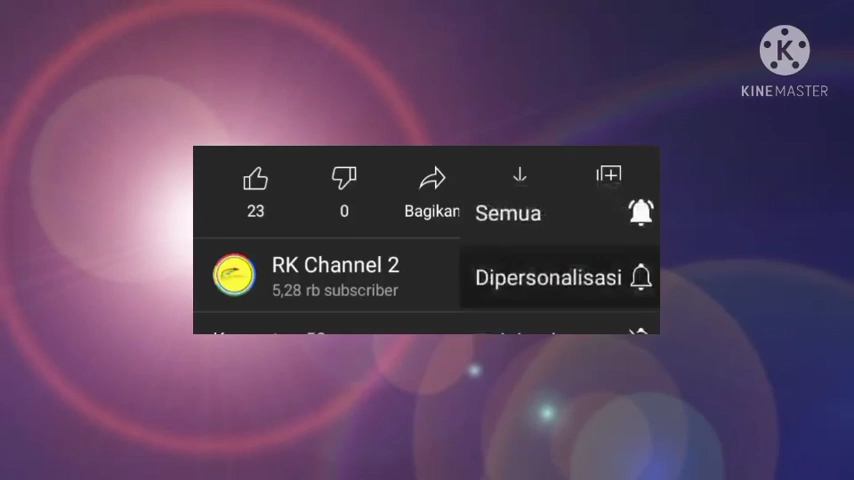 KINEMASTER
23
0
Bagikan
Semua
RK Channel 2
5,28 rb subscriber
Dipersonalisasi